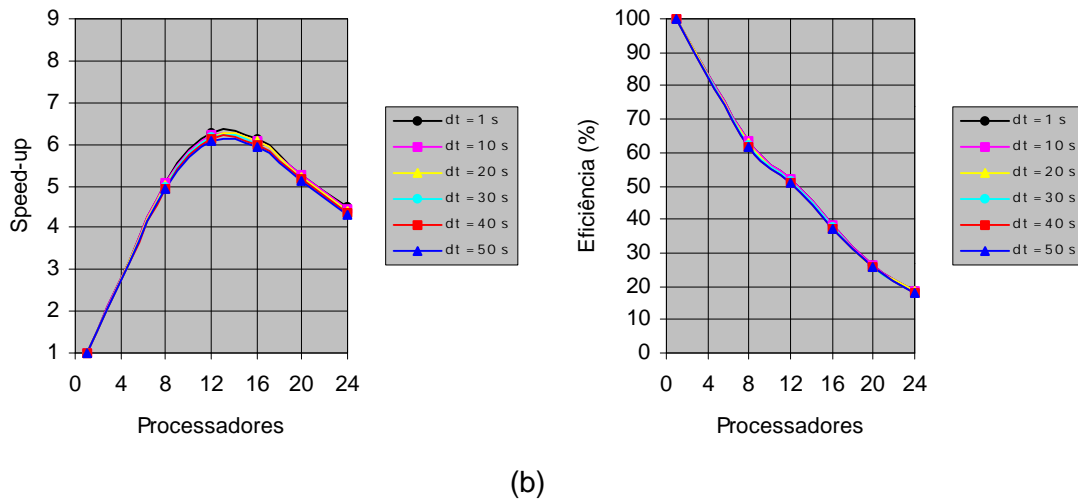 9
8
7
6
5
4
3
2
1
Speed-up
0 4 8 12 16 20 24
Processadores
dt = 1 s
dt = 10 s
dt = 20 s
dt = 30 s
dt = 40 s
dt = 50 s
100
90
80
70
60
50
40
30
20
10
0
Eficiência (%)
0 4 8 12 16 20 24
Processadores
dt = 1 s
dt = 10 s
dt = 20 s
dt = 30 s
dt = 40 s
dt = 50 s
(b)